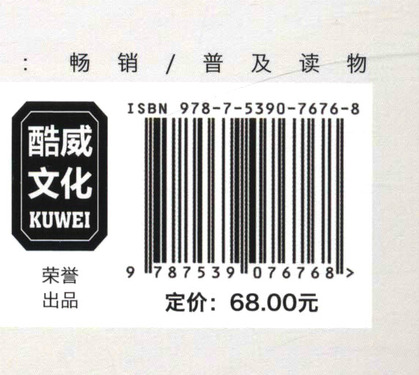 : 畅销/普及读物
ISBN 978-7-5390-7676-8
酷威
文化
KUWEI
荣誉
出品
9 787539 076768 >
定价：68.00元